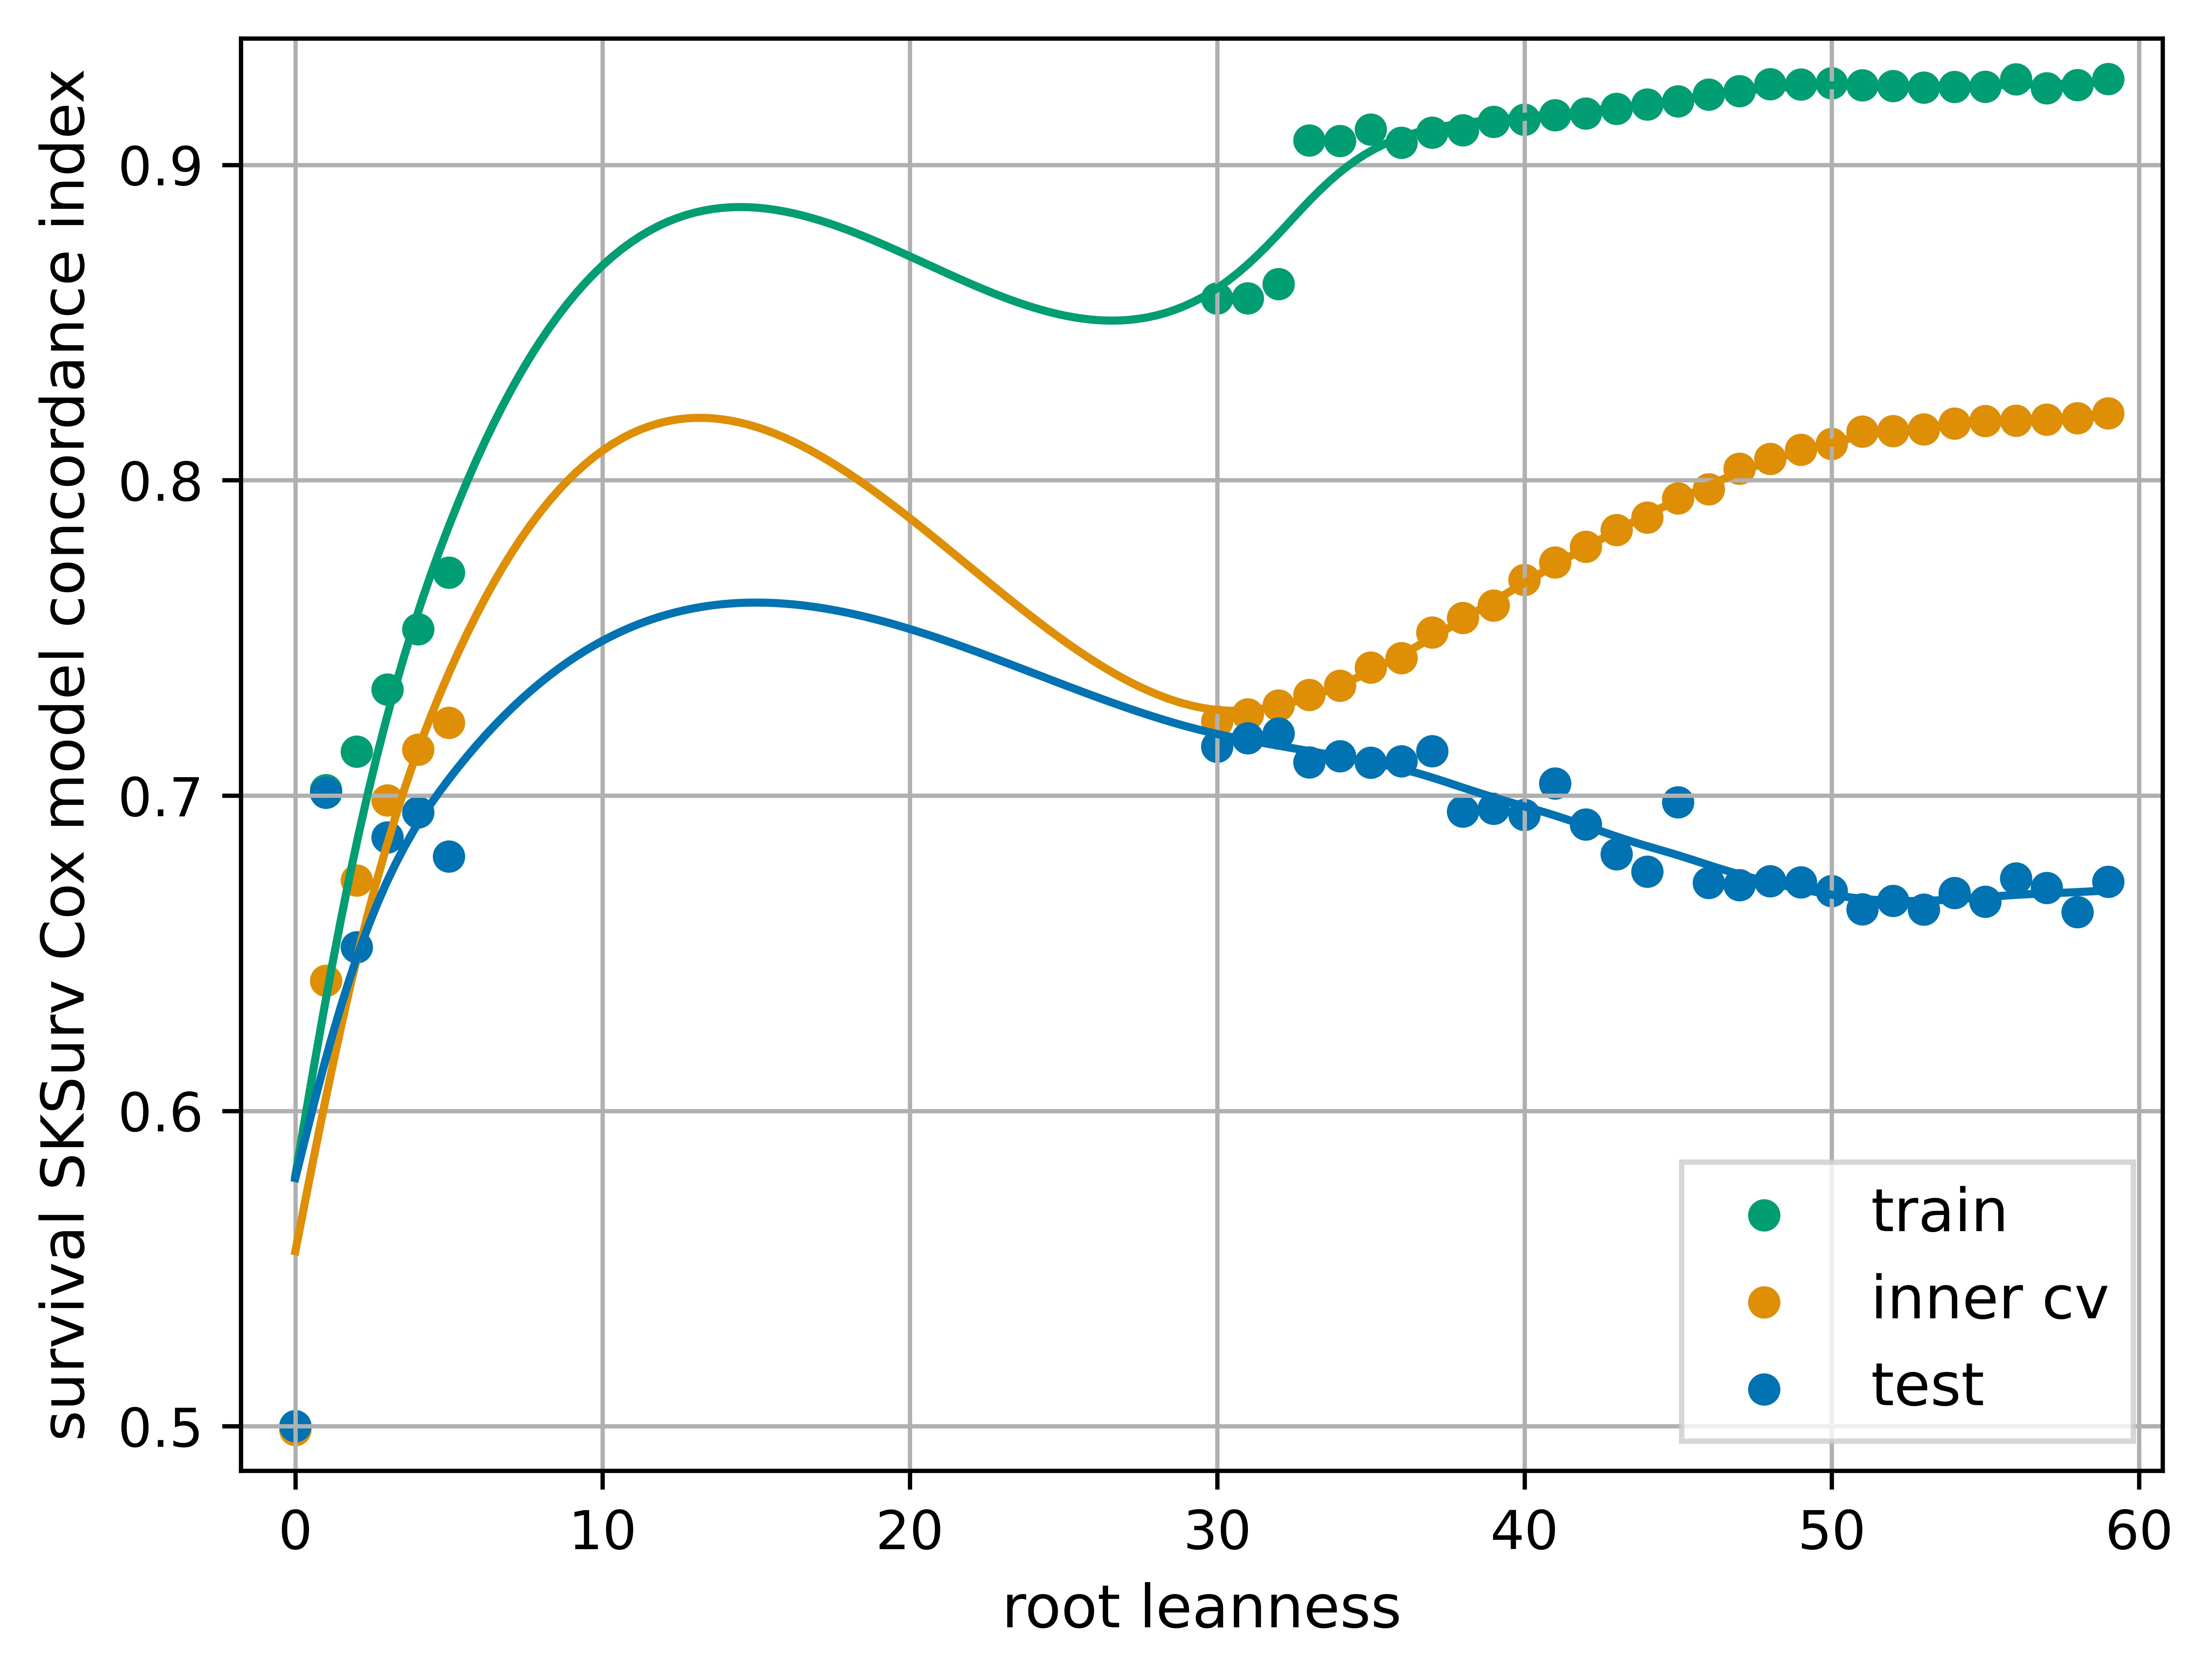 survival SKSurv Cox model concordance index
0.9
0.8
0.7
0.6
0.5
train
inner cv
test
0 10 20 30 40 50 60
root leanness